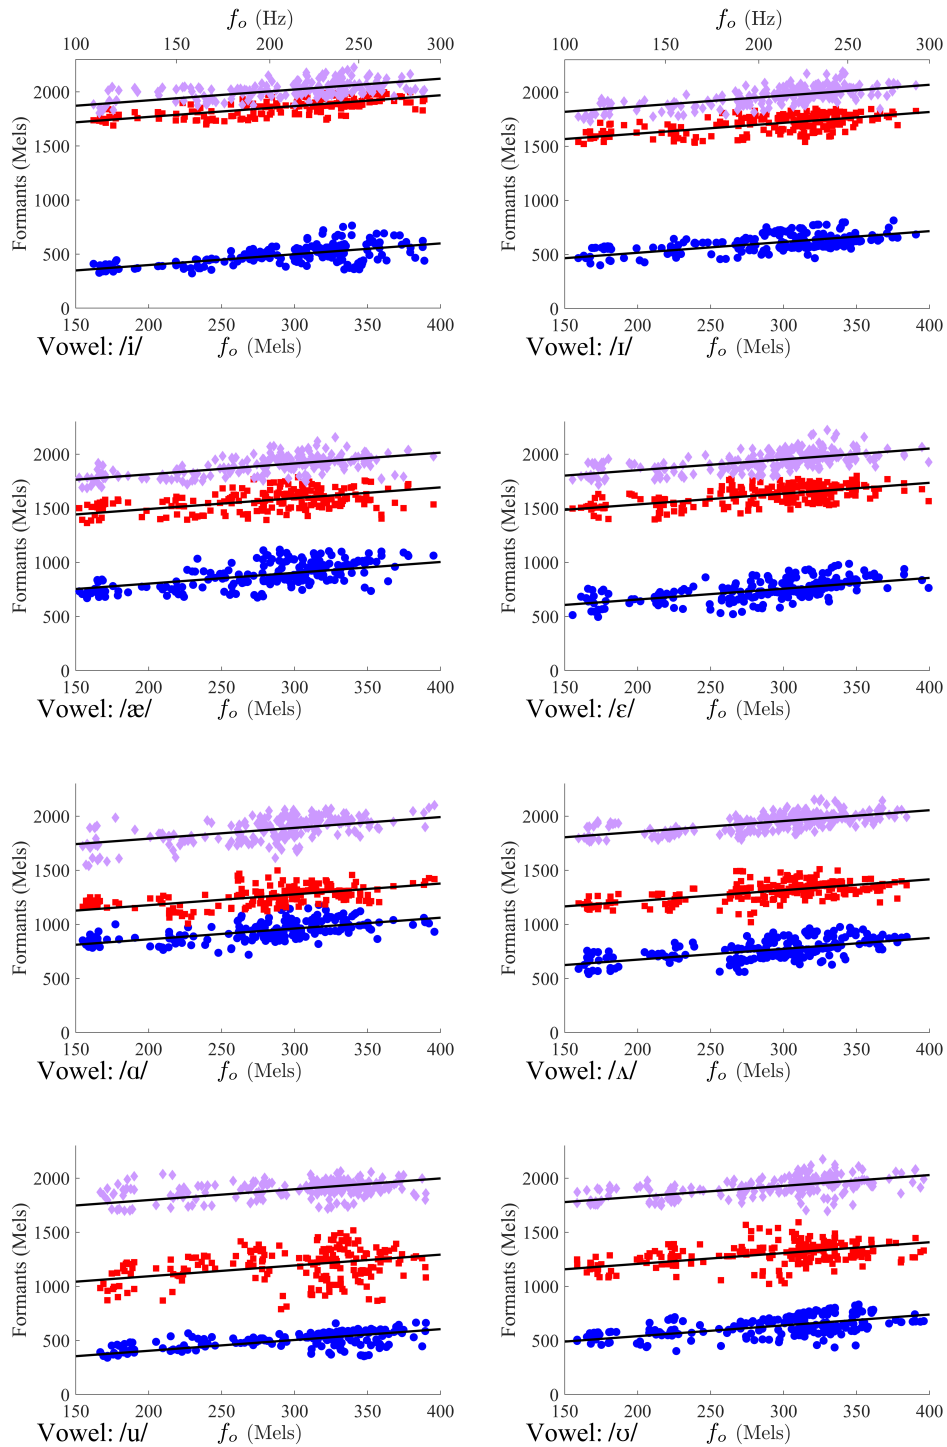 f_o (Hz) f_o (Hz)
100 150 200 250 300 100 150 200 250 300
Formants (Mels) Formants (Mels)
2000 2000
1500 1500
1000 1000
500 500
0 0
150 200 250 300 350 400 150 200 250 300 350 400
Vowel: /i/ f_o (Mels) Vowel: /ɪ/ f_o (Mels)
Formants (Mels) Formants (Mels)
2000 2000
1500 1500
1000 1000
500 500
0 0
150 200 250 300 350 400 150 200 250 300 350 400
Vowel: /æ/ f_o (Mels) Vowel: /ɛ/ f_o (Mels)
Formants (Mels) Formants (Mels)
2000 2000
1500 1500
1000 1000
500 500
0 0
150 200 250 300 350 400 150 200 250 300 350 400
Vowel: /ɑ/ f_o (Mels) Vowel: /ʌ/ f_o (Mels)
Formants (Mels) Formants (Mels)
2000 2000
1500 1500
1000 1000
500 500
0 0
150 200 250 300 350 400 150 200 250 300 350 400
Vowel: /u/ f_o (Mels) Vowel: /ʊ/ f_o (Mels)